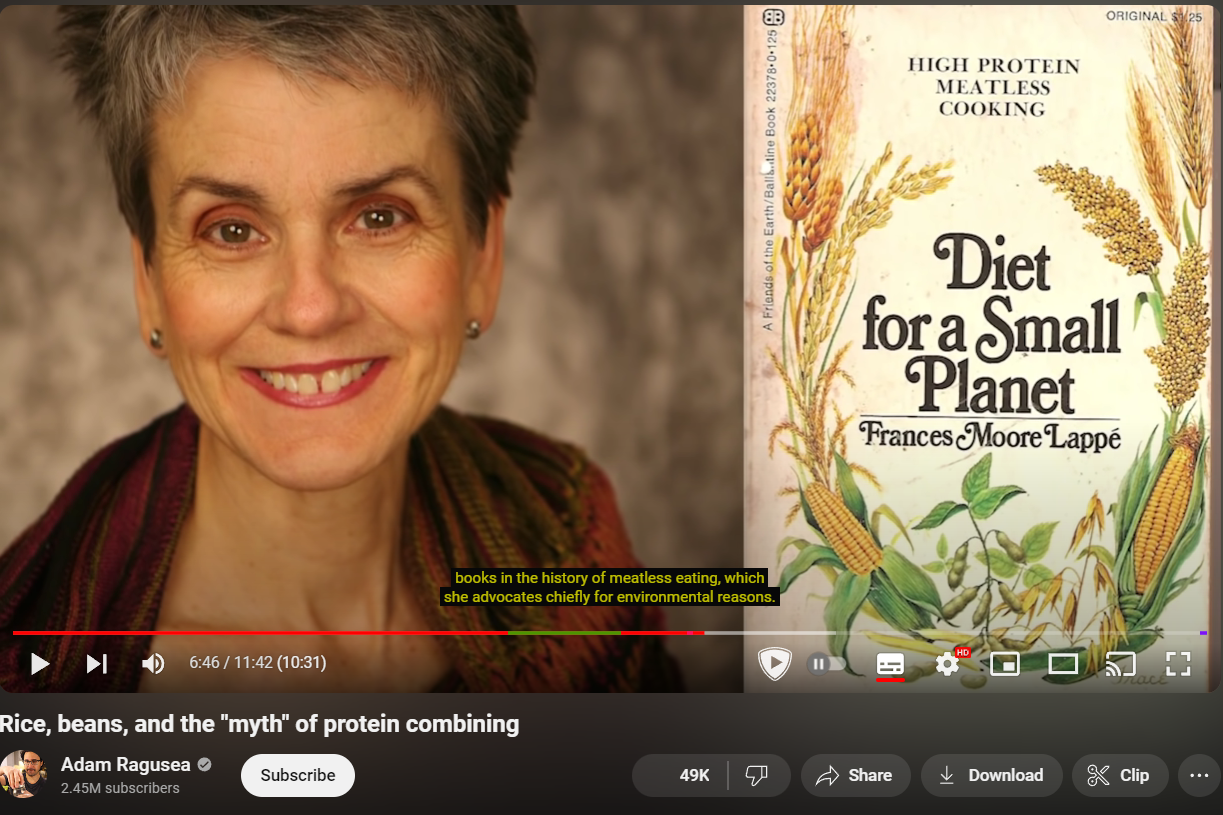 BB
ORIGINAL $1.25
A Friends of the Earth/Ballantine Book 22378•0•125
HIGH PROTEIN
MEATLESS
COOKING
Diet
for a Small
Planet
Frances Moore Lappé
books in the history of meatless eating, which
she advocates chiefly for environmental reasons.
6:46 / 11:42 (10:31)
HD
Rice, beans, and the "myth" of protein combining
Adam Ragusea
2.45M subscribers
Subscribe
49K
Share
Download
Clip